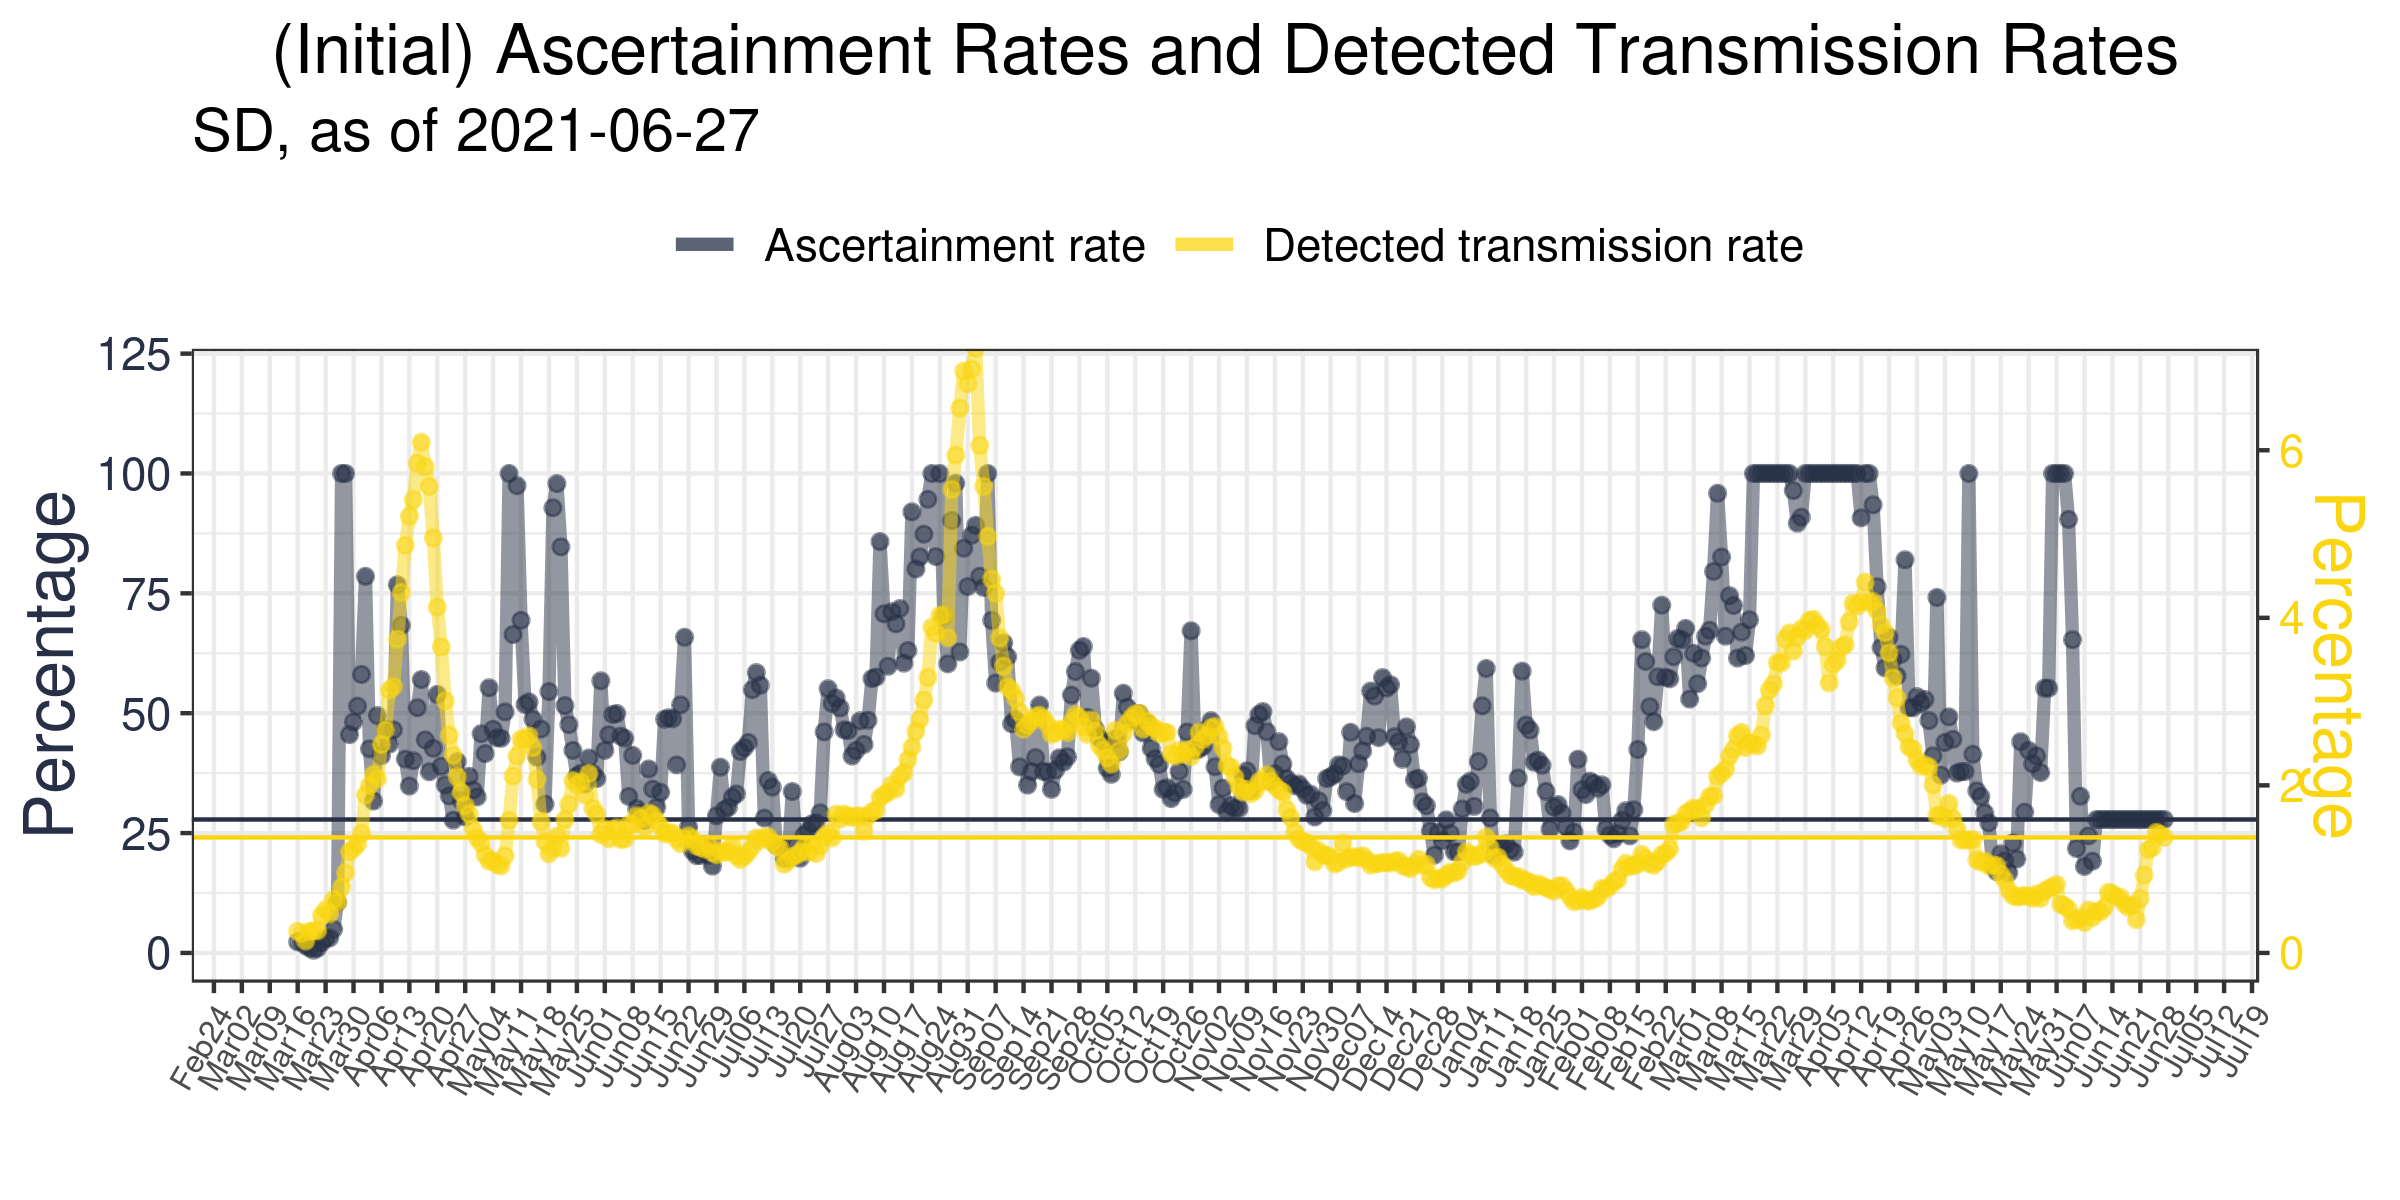 (Initial) Ascertainment Rates and Detected Transmission Rates
SD, as of 2021-06-27
Ascertainment rate
Detected transmission rate
125
100
75
50
25
0
Percentage
6
4
2
0
Percentage
Feb24
Mar02
Mar09
Mar16
Mar23
Mar30
Apr06
Apr13
Apr20
Apr27
May04
May11
May18
May25
Jun01
Jun08
Jun15
Jun22
Jun29
Jul06
Jul13
Jul20
Jul27
Aug03
Aug10
Aug17
Aug24
Aug31
Sep07
Sep14
Sep21
Sep28
Oct05
Oct12
Oct19
Oct26
Nov02
Nov09
Nov16
Nov23
Nov30
Dec07
Dec14
Dec21
Dec28
Jan04
Jan11
Jan18
Jan25
Feb01
Feb08
Feb15
Feb22
Mar01
Mar08
Mar15
Mar22
Mar29
Apr05
Apr12
Apr19
Apr26
May03
May10
May17
May24
May31
Jun07
Jun14
Jun21
Jun28
Jul05
Jul12
Jul19